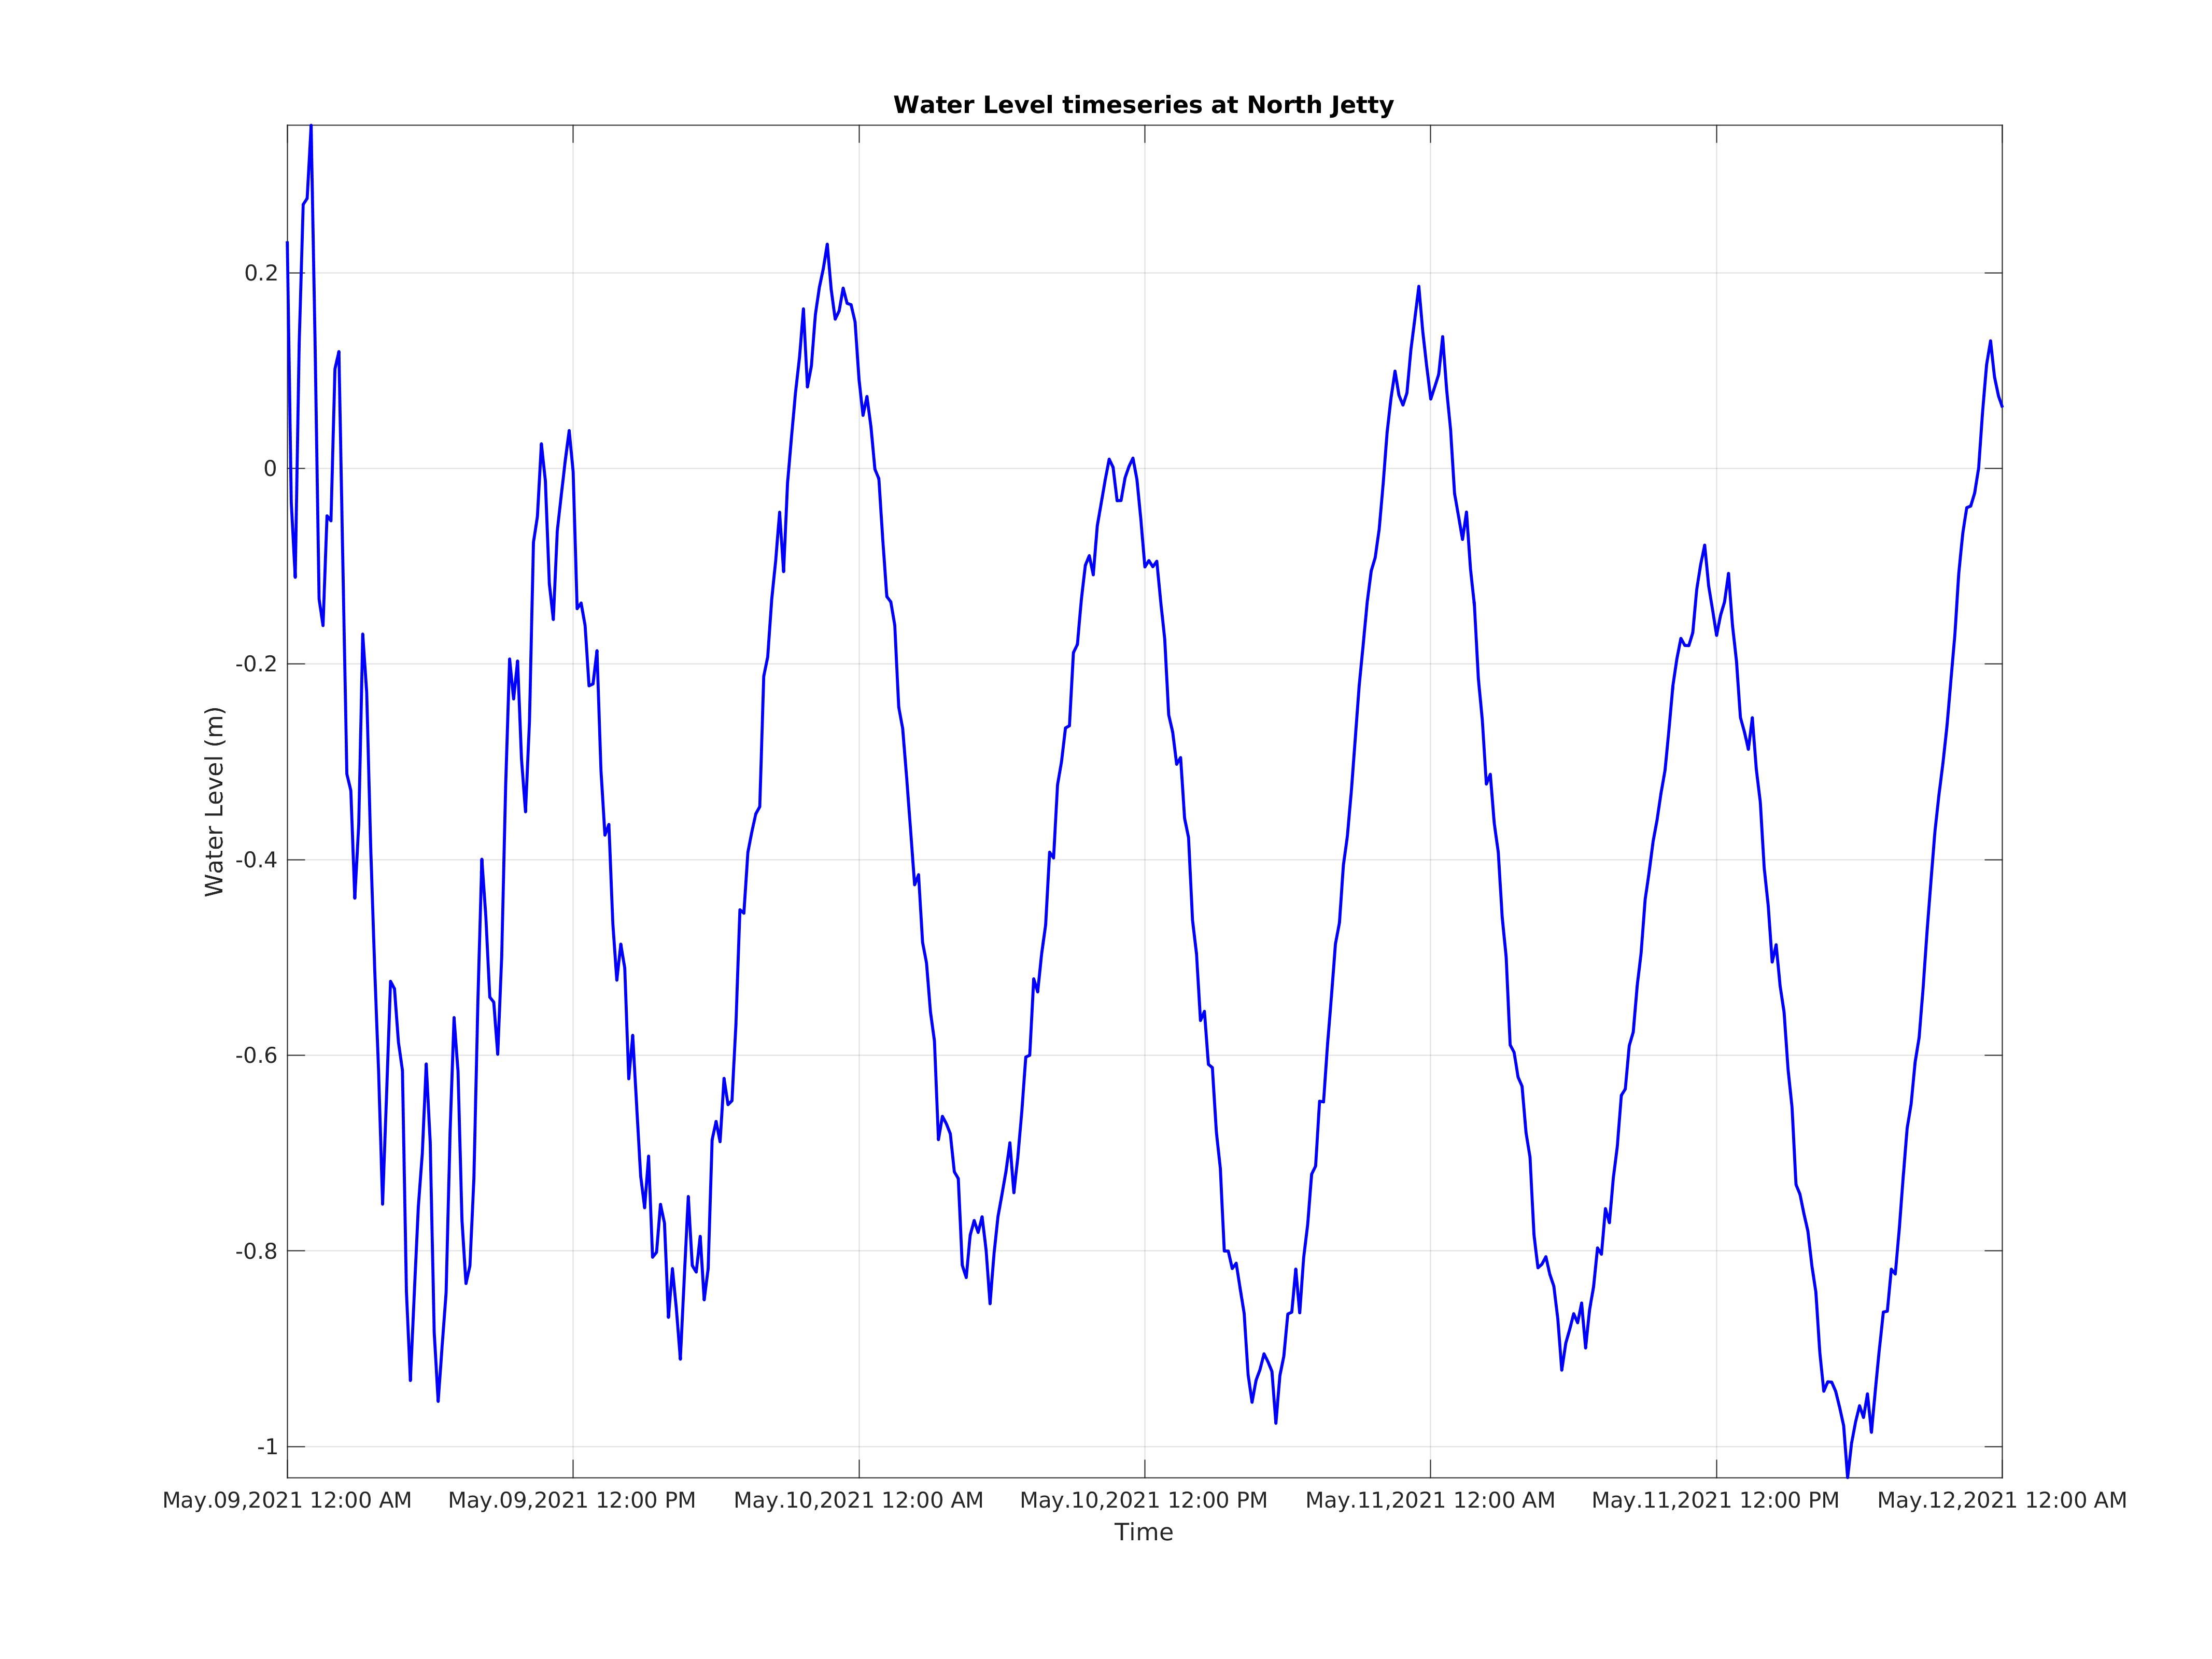 Water Level timeseries at North Jetty
0.2
0
-0.2
-0.4
-0.6
-0.8
-1
Water Level (m)
May.09,2021 12:00 AM May.09,2021 12:00 PM May.10,2021 12:00 AM May.10,2021 12:00 PM May.11,2021 12:00 AM May.11,2021 12:00 PM May.12,2021 12:00 AM
Time